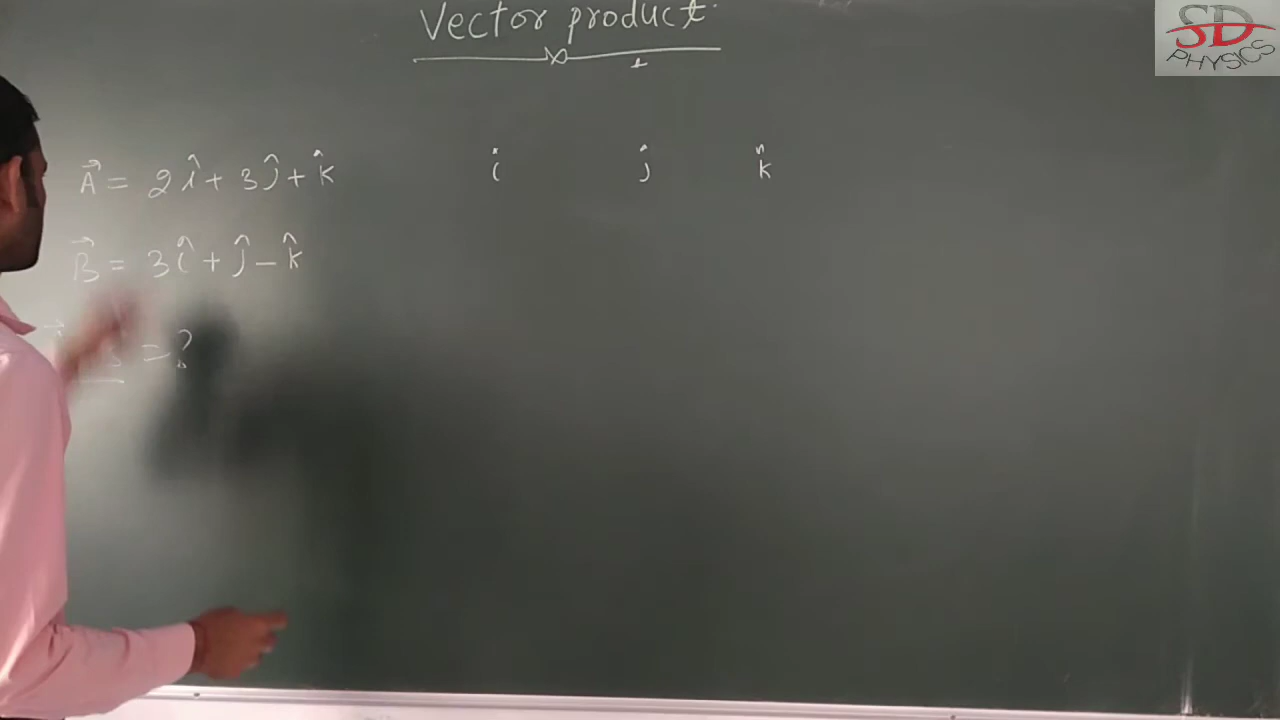 Vector product
SD
PHYSICS
A⃗ = 2î + 3ĵ + k̂
î ĵ k̂
B⃗ = 3î + ĵ − k̂
= ?